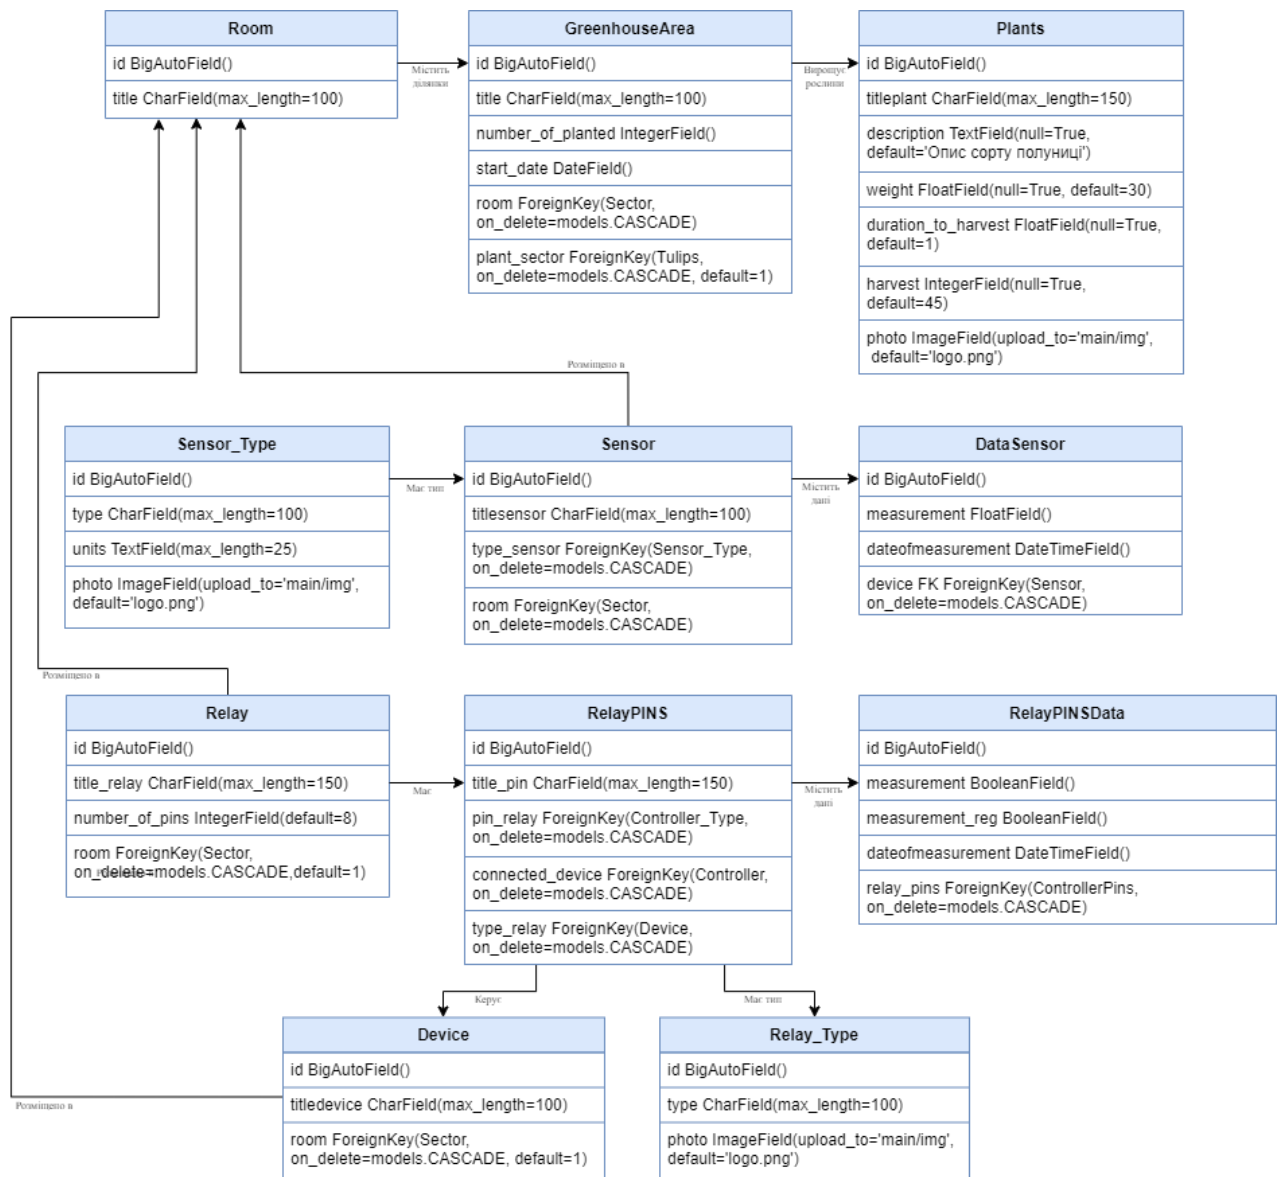 Room
id BigAutoField()
title CharField(max_length=100)
Містить
ділянки
GreenhouseArea
id BigAutoField()
title CharField(max_length=100)
number_of_planted IntegerField()
start_date DateField()
room ForeignKey(Sector,
on_delete=models.CASCADE)
plant_sector ForeignKey(Tulips,
on_delete=models.CASCADE, default=1)
Вирощує
рослини
Plants
id BigAutoField()
titleplant CharField(max_length=150)
description TextField(null=True,
default='Опис сорту полуниці')
weight FloatField(null=True, default=30)
duration_to_harvest FloatField(null=True,
default=1)
harvest IntegerField(null=True,
default=45)
photo ImageField(upload_to='main/img',
default='logo.png')
Розміщено в
Sensor_Type
id BigAutoField()
type CharField(max_length=100)
units TextField(max_length=25)
photo ImageField(upload_to='main/img',
default='logo.png')
Має тип
Sensor
id BigAutoField()
titlesensor CharField(max_length=100)
type_sensor ForeignKey(Sensor_Type,
on_delete=models.CASCADE)
room ForeignKey(Sector,
on_delete=models.CASCADE)
Містить
дані
DataSensor
id BigAutoField()
measurement FloatField()
dateofmeasurement DateTimeField()
device FK ForeignKey(Sensor,
on_delete=models.CASCADE)
Розміщено в
Relay
id BigAutoField()
title_relay CharField(max_length=150)
number_of_pins IntegerField(default=8)
room ForeignKey(Sector,
on_delete=models.CASCADE,default=1)
Має
RelayPINS
id BigAutoField()
title_pin CharField(max_length=150)
pin_relay ForeignKey(Controller_Type,
on_delete=models.CASCADE)
connected_device ForeignKey(Controller,
on_delete=models.CASCADE)
type_relay ForeignKey(Device,
on_delete=models.CASCADE)
Містить
дані
RelayPINSData
id BigAutoField()
measurement BooleanField()
measurement_reg BooleanField()
dateofmeasurement DateTimeField()
relay_pins ForeignKey(ControllerPins,
on_delete=models.CASCADE)
Керує
Має тип
Device
id BigAutoField()
titledevice CharField(max_length=100)
room ForeignKey(Sector,
on_delete=models.CASCADE, default=1)
Розміщено в
Relay_Type
id BigAutoField()
type CharField(max_length=100)
photo ImageField(upload_to='main/img',
default='logo.png')